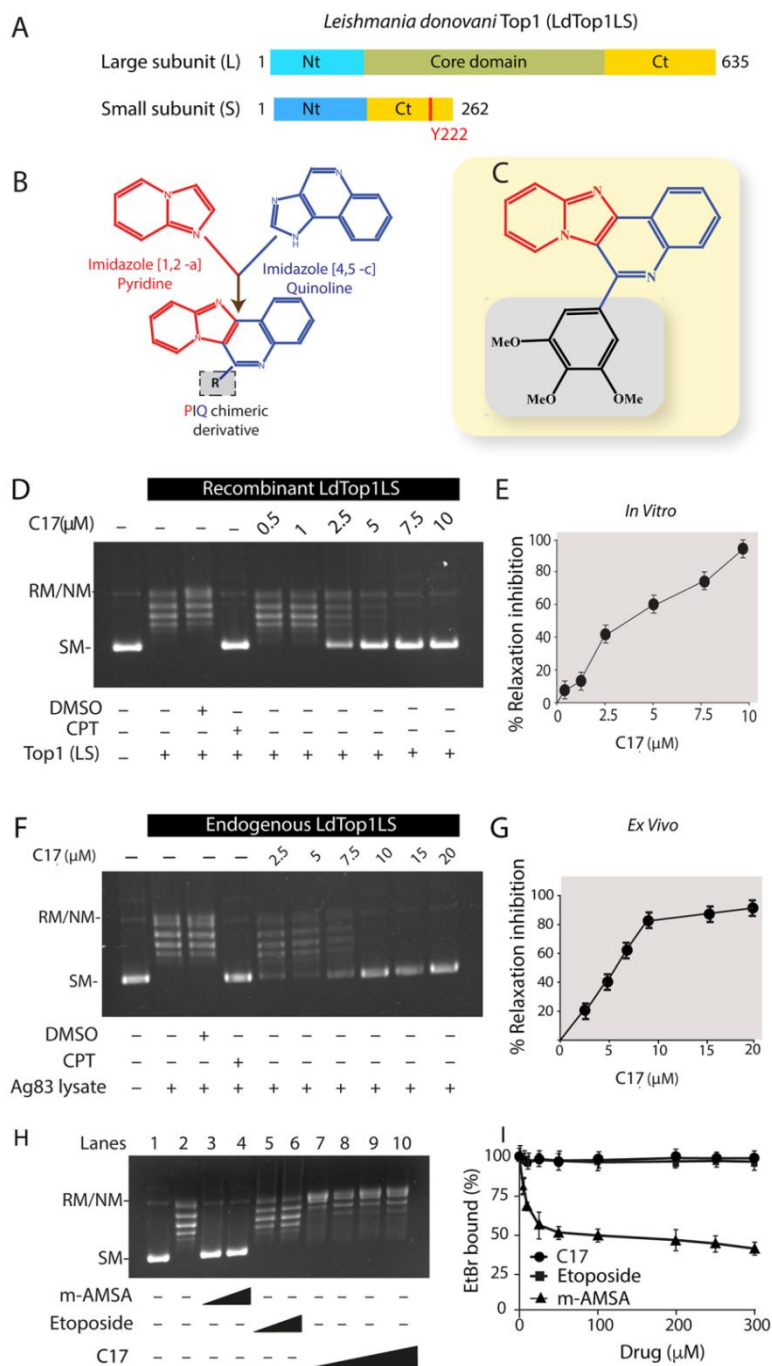 A
Leishmania donovani Top1 (LdTop1LS)
Large subunit (L) 1 Nt Core domain Ct 635
Small subunit (S) 1 Nt Ct 262
Y222
B
N
N
N
N
N
H
Imidazole [1,2 -a]
Pyridine
Imidazole [4,5 -c]
Quinoline
N
N
N
R
PIQ chimeric
derivative
C
N
N
N
MeO
MeO
OMe
D
Recombinant LdTop1LS
C17(μM) – – – – 0.5 1 2.5 5 7.5 10
RM/NM-
SM-
DMSO – – + – – – – – – –
CPT – – – + – – – – – –
Top1 (LS) – + + + + + + + + +
E
In Vitro
% Relaxation inhibition
100
80
60
40
20
0
0 2.5 5 7.5 10
C17 (μM)
F
Endogenous LdTop1LS
C17 (μM) – – – – 2.5 5 7.5 10 15 20
RM/NM-
SM-
DMSO – – + – – – – – – –
CPT – – – + – – – – – –
Ag83 lysate – + + + + + + + + +
G
Ex Vivo
% Relaxation inhibition
100
80
60
40
20
0 5 10 15 20
C17 (μM)
H
Lanes 1 2 3 4 5 6 7 8 9 10
RM/NM-
SM-
m-AMSA – – – – – – – –
Etoposide – – – – – – – –
C17 – – – – – –
I
EtBr bound (%)
100
75
50
25
0
C17
Etoposide
m-AMSA
0 100 200 300
Drug (μM)